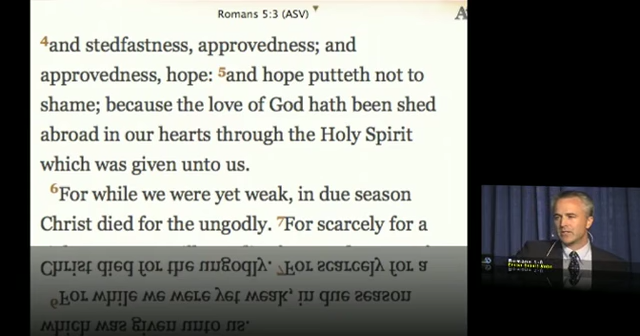 Romans 5:3 (ASV)
4and stedfastness, approvedness; and
approvedness, hope: 5and hope putteth not to
shame; because the love of God hath been shed
abroad in our hearts through the Holy Spirit
which was given unto us.
6For while we were yet weak, in due season
Christ died for the ungodly. 7For scarcely for a
Christ died for the ungodly. 7For scarcely for a
6For while we were yet weak, in due season
which was given unto us.